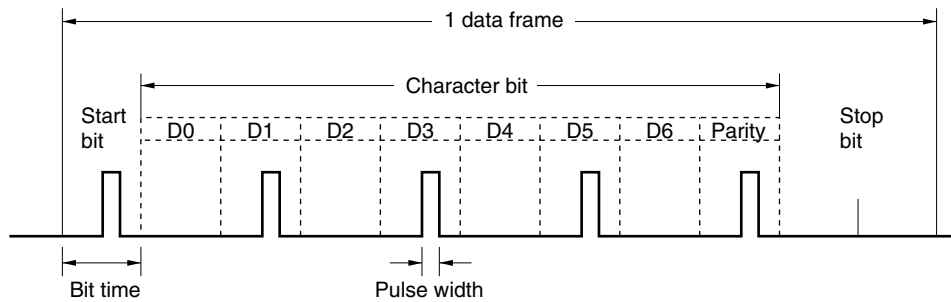 1 data frame
Character bit
Start
bit
D0 D1 D2 D3 D4 D5 D6 Parity
Stop
bit
Bit time
Pulse width